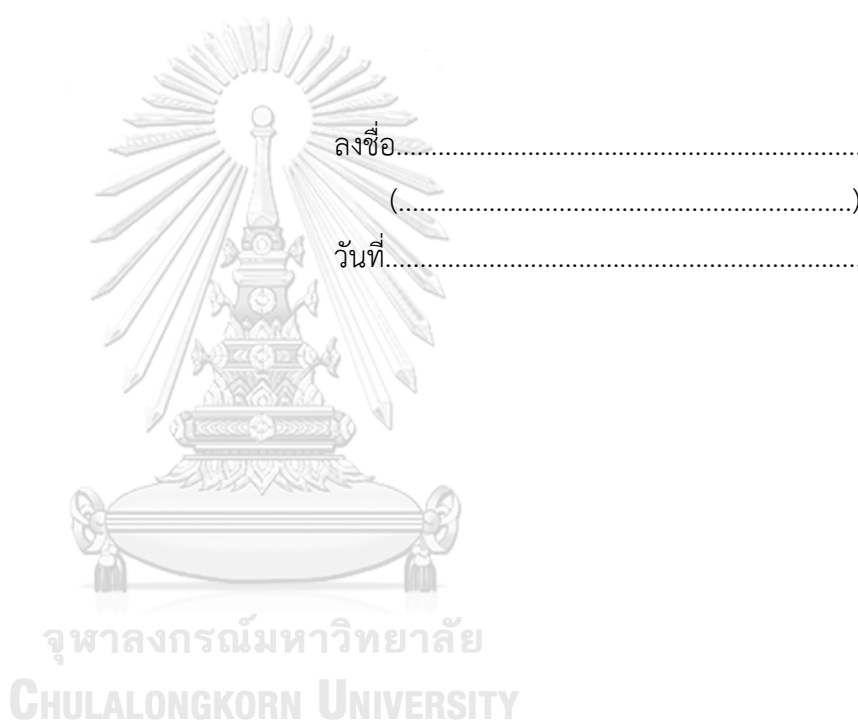 ลงชื่อ....................................................................
(................................................................)
วันที่.....................................................................
จุฬาลงกรณ์มหาวิทยาลัย
CHULALONGKORN UNIVERSITY